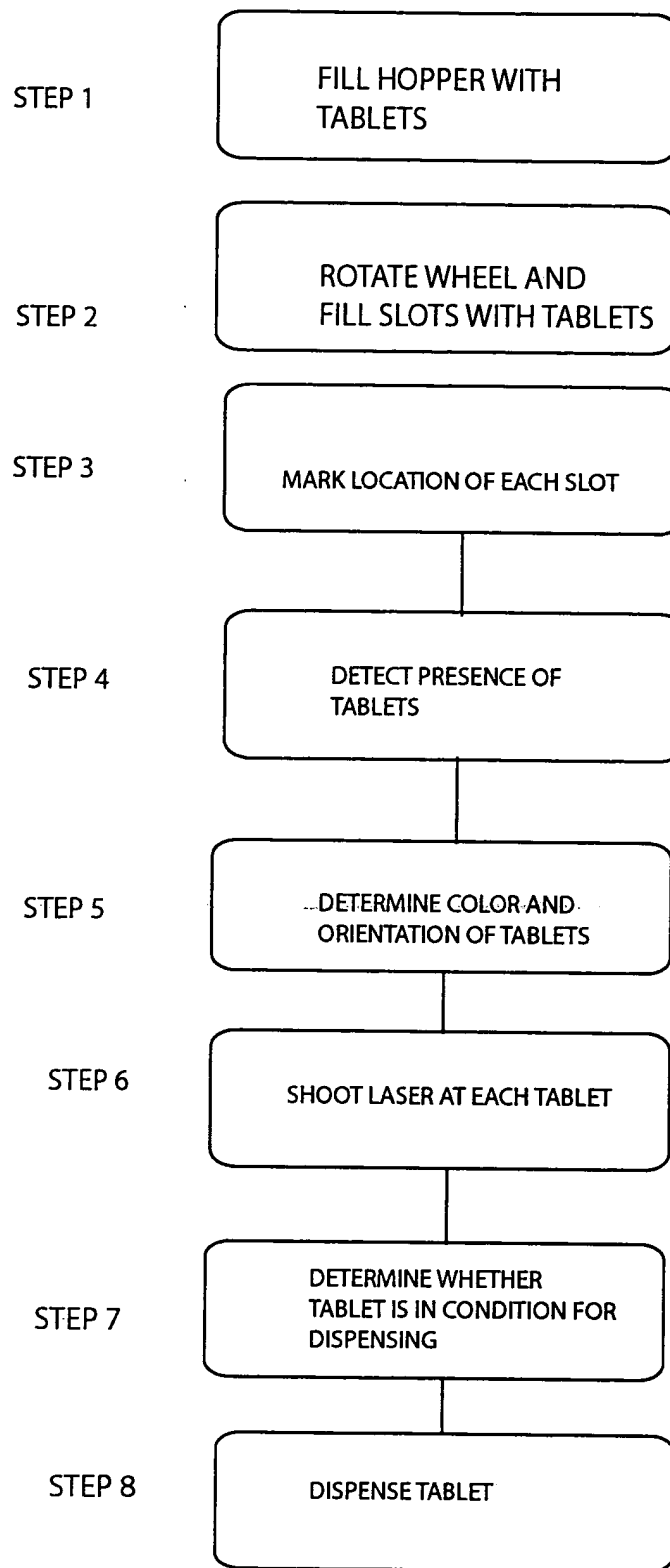 STEP 1
FILL HOPPER WITH
TABLETS
STEP 2
ROTATE WHEEL AND
FILL SLOTS WITH TABLETS
STEP 3
MARK LOCATION OF EACH SLOT
STEP 4
DETECT PRESENCE OF
TABLETS
STEP 5
DETERMINE COLOR AND
ORIENTATION OF TABLETS
STEP 6
SHOOT LASER AT EACH TABLET
STEP 7
DETERMINE WHETHER
TABLET IS IN CONDITION FOR
DISPENSING
STEP 8
DISPENSE TABLET